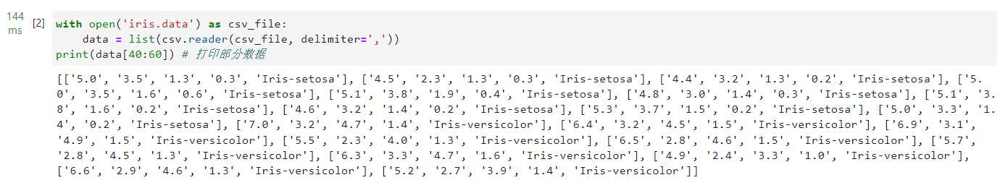 144
ms
[2]
with open('iris.data') as csv_file:
    data = list(csv.reader(csv_file, delimiter=','))
print(data[40:60]) # 打印部分数据
[['5.0', '3.5', '1.3', '0.3', 'Iris-setosa'], ['4.5', '2.3', '1.3', '0.3', 'Iris-setosa'], ['4.4', '3.2', '1.3', '0.2', 'Iris-setosa'], ['5.
0', '3.5', '1.6', '0.6', 'Iris-setosa'], ['5.1', '3.8', '1.9', '0.4', 'Iris-setosa'], ['4.8', '3.0', '1.4', '0.3', 'Iris-setosa'], ['5.1', '3.
8', '1.6', '0.2', 'Iris-setosa'], ['4.6', '3.2', '1.4', '0.2', 'Iris-setosa'], ['5.3', '3.7', '1.5', '0.2', 'Iris-setosa'], ['5.0', '3.3', '1.
4', '0.2', 'Iris-setosa'], ['7.0', '3.2', '4.7', '1.4', 'Iris-versicolor'], ['6.4', '3.2', '4.5', '1.5', 'Iris-versicolor'], ['6.9', '3.1',
'4.9', '1.5', 'Iris-versicolor'], ['5.5', '2.3', '4.0', '1.3', 'Iris-versicolor'], ['6.5', '2.8', '4.6', '1.5', 'Iris-versicolor'], ['5.7',
'2.8', '4.5', '1.3', 'Iris-versicolor'], ['6.3', '3.3', '4.7', '1.6', 'Iris-versicolor'], ['4.9', '2.4', '3.3', '1.0', 'Iris-versicolor'],
['6.6', '2.9', '4.6', '1.3', 'Iris-versicolor'], ['5.2', '2.7', '3.9', '1.4', 'Iris-versicolor']]